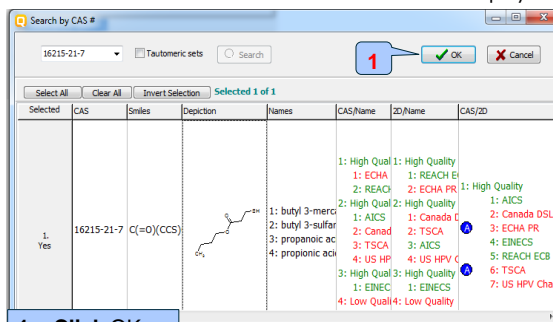 Search by CAS #
16215-21-7
Tautomeric sets
Search
1
OK
Cancel
Select All
Clear All
Invert Selection
Selected 1 of 1
Selected
CAS
Smiles
Depiction
Names
CAS/Name
2D/Name
CAS/2D
1.
Yes
16215-21-7
C(=O)(CCS)
1: butyl 3-merca
2: butyl 3-sulfar
3: propanoic ac
4: propionic acid
1: High Qual
1: ECHA
2: REACH
2: High Qual
1: AICS
2: Canad
3: TSCA
4: US HP
3: High Qual
1: EINEC
4: Low Quali
1: High Quality
1: REACH E
2: ECHA PR
2: High Quality
1: Canada D
2: TSCA
3: AICS
4: US HPV C
3: High Quality
1: EINECS
4: Low Quality
1: High Quality
1: AICS
2: Canada DSL
3: ECHA PR
4: EINECS
5: REACH ECB
6: TSCA
7: US HPV Cha
A
A
CH₃
O
O